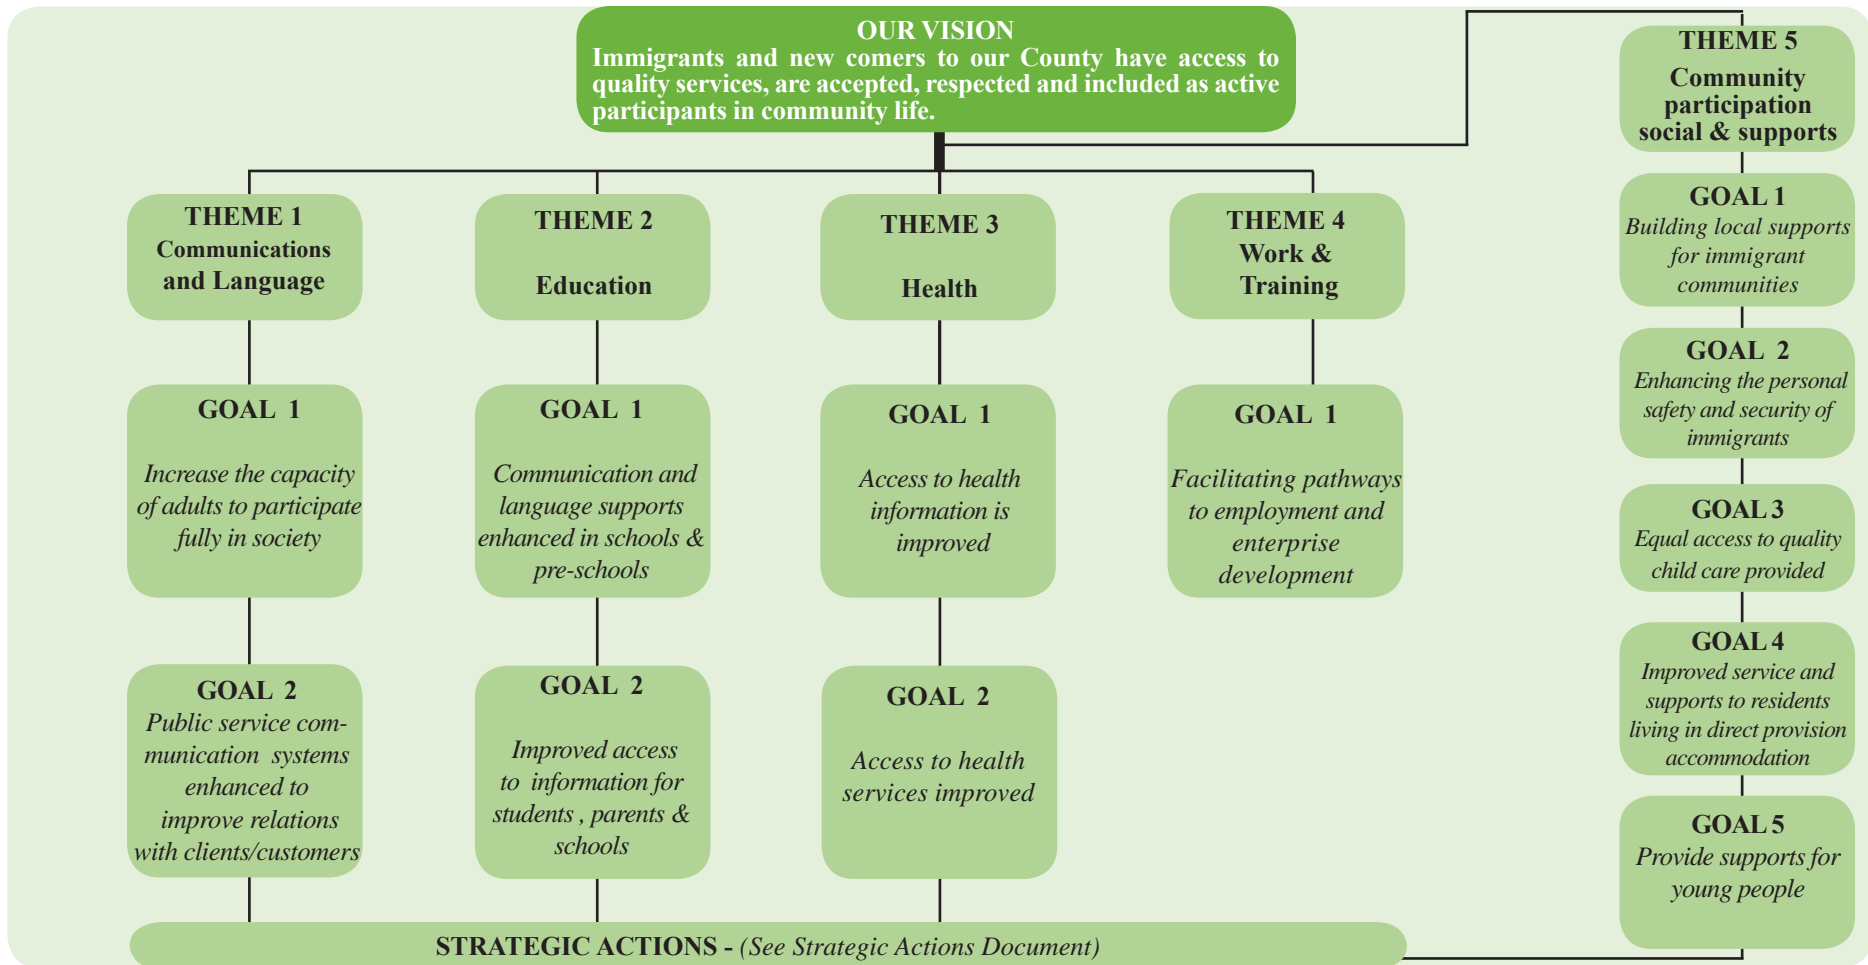 OUR VISION
Immigrants and new comers to our County have access to
quality services, are accepted, respected and included as active
participants in community life.
THEME 1
Communications
and Language
GOAL 1
Increase the capacity
of adults to participate
fully in society
GOAL 2
Public service com-
munication systems
enhanced to
improve relations
with clients/customers
THEME 2
Education
GOAL 1
Communication and
language supports
enhanced in schools &
pre-schools
GOAL 2
Improved access
to information for
students , parents &
schools
THEME 3
Health
GOAL 1
Access to health
information is
improved
GOAL 2
Access to health
services improved
THEME 4
Work &
Training
GOAL 1
Facilitating pathways
to employment and
enterprise
development
THEME 5
Community
participation
social & supports
GOAL 1
Building local supports
for immigrant
communities
GOAL 2
Enhancing the personal
safety and security of
immigrants
GOAL 3
Equal access to quality
child care provided
GOAL 4
Improved service and
supports to residents
living in direct provision
accommodation
GOAL 5
Provide supports for
young people
STRATEGIC ACTIONS - (See Strategic Actions Document)